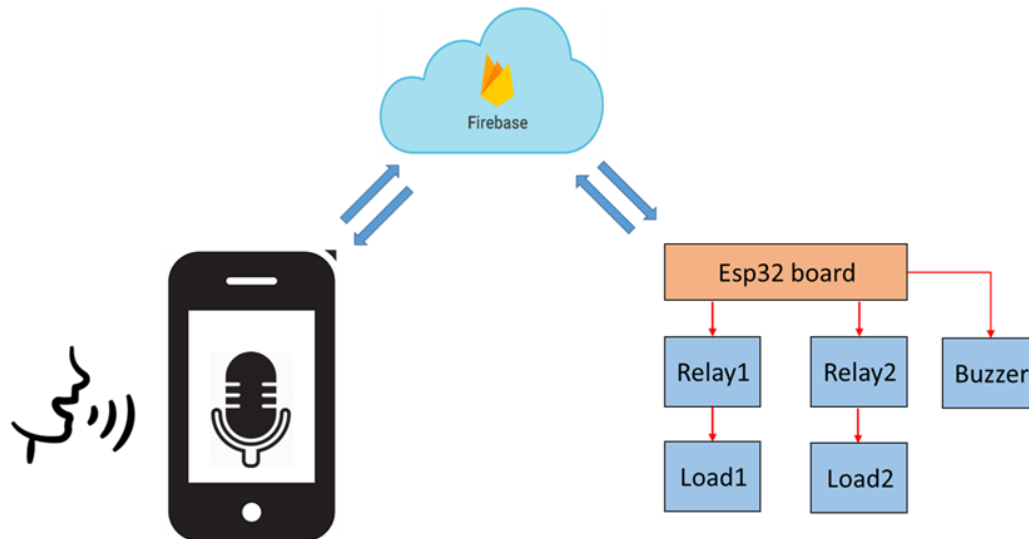 Firebase
Esp32 board
Relay1
Relay2
Buzzer
Load1
Load2